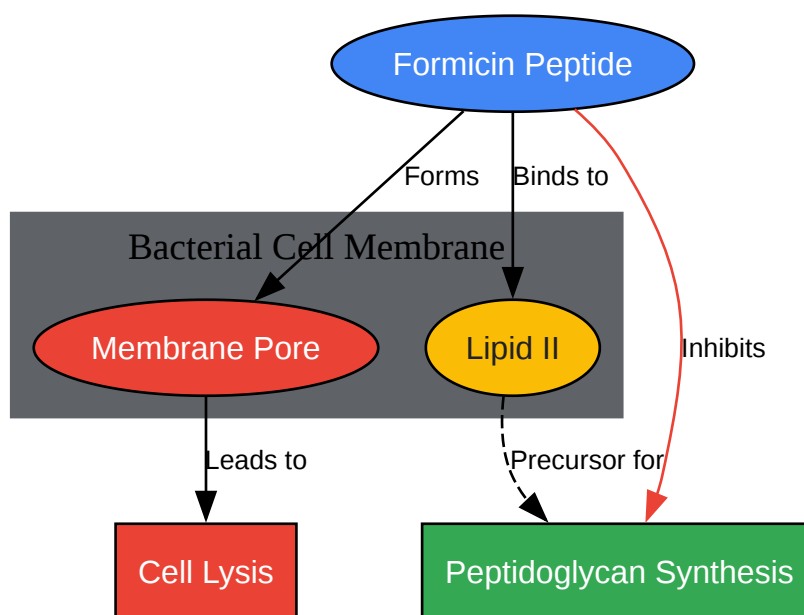 Formicin Peptide
Forms
Binds to
Bacterial Cell Membrane
Membrane Pore
Lipid II
Inhibits
Leads to
Precursor for
Cell Lysis
Peptidoglycan Synthesis